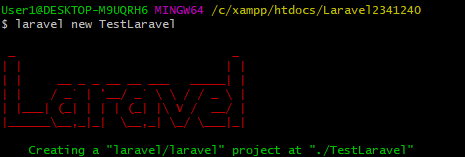 User1@DESKTOP-M9UQRH6 MINGW64 /c/xampp/htdocs/Laravel2341240
$ laravel new TestLaravel
Laravel
Creating a "laravel/laravel" project at "./TestLaravel"